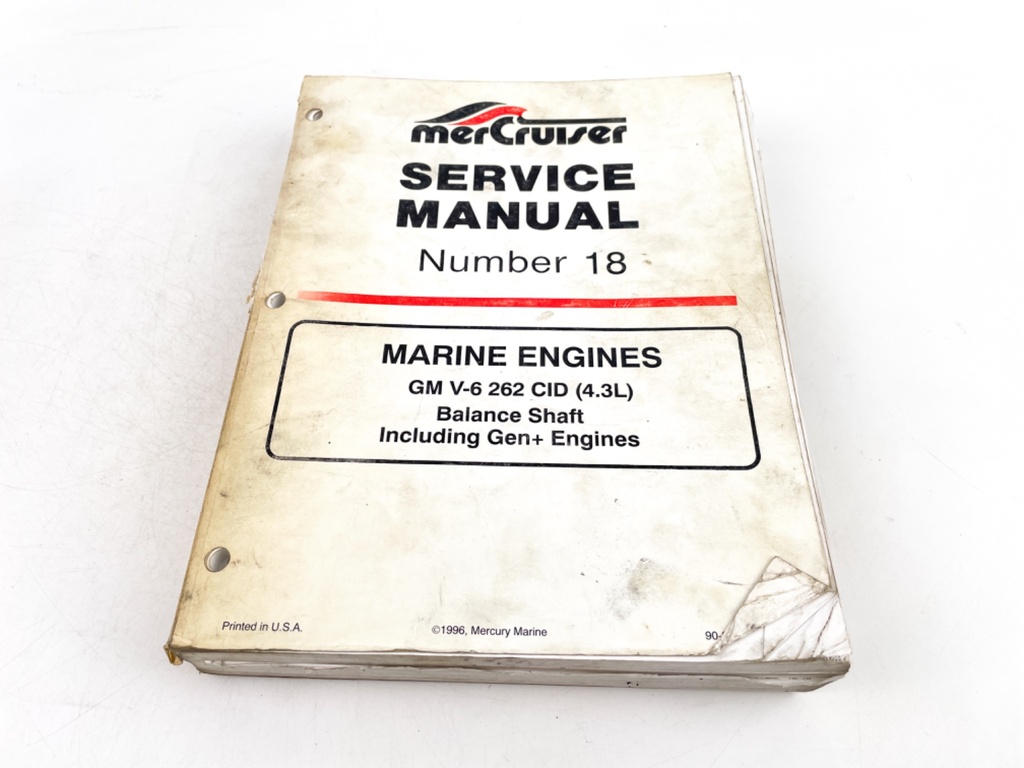 merCruiser
SERVICE
MANUAL
Number 18
MARINE ENGINES
GM V-6 262 CID (4.3L)
Balance Shaft
Including Gen+ Engines
Printed in U.S.A.
©1996, Mercury Marine
90-